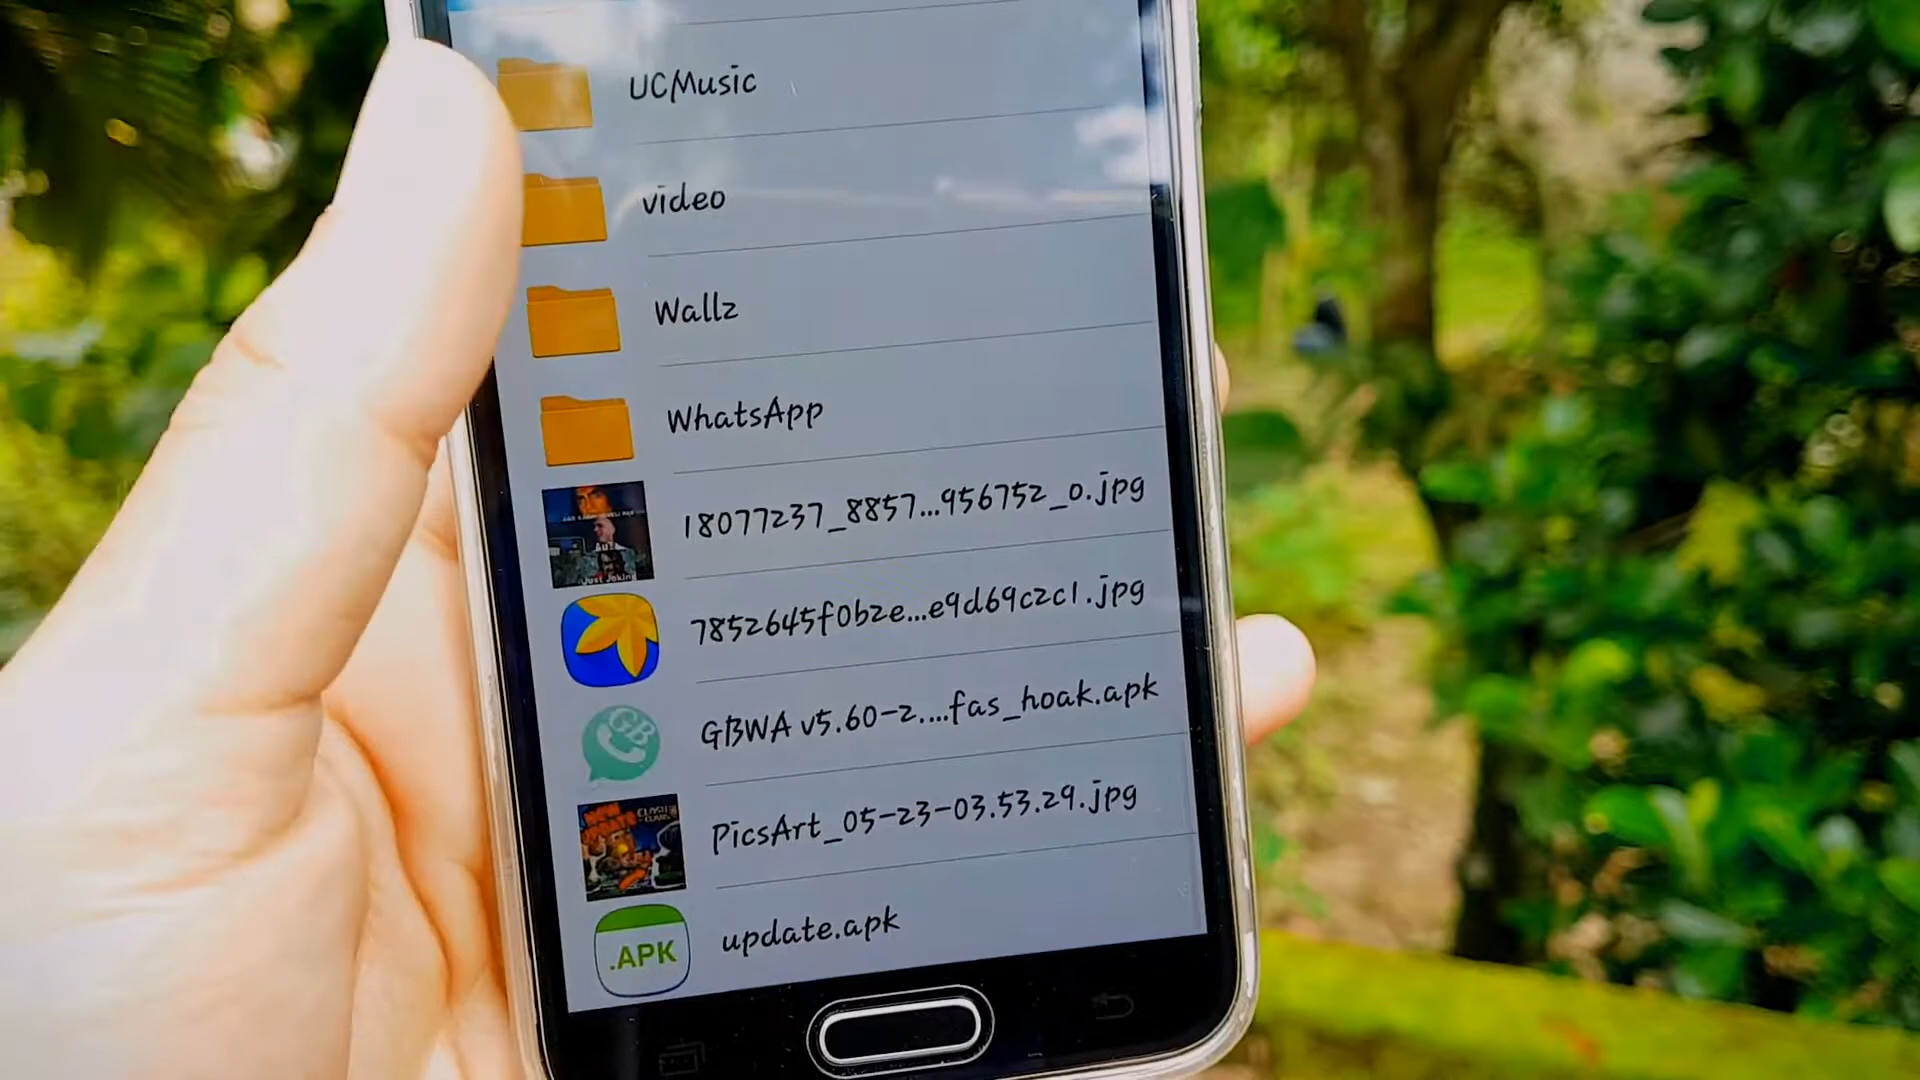 UCMusic
video
Wallz
WhatsApp
18077237_8857...956752_o.jpg
7852645f0b2e...e9d69c2c1.jpg
GB
GBWA v5.60-2....fas_hoak.apk
PicsArt_05-23-03.53.29.jpg
.APK
update.apk